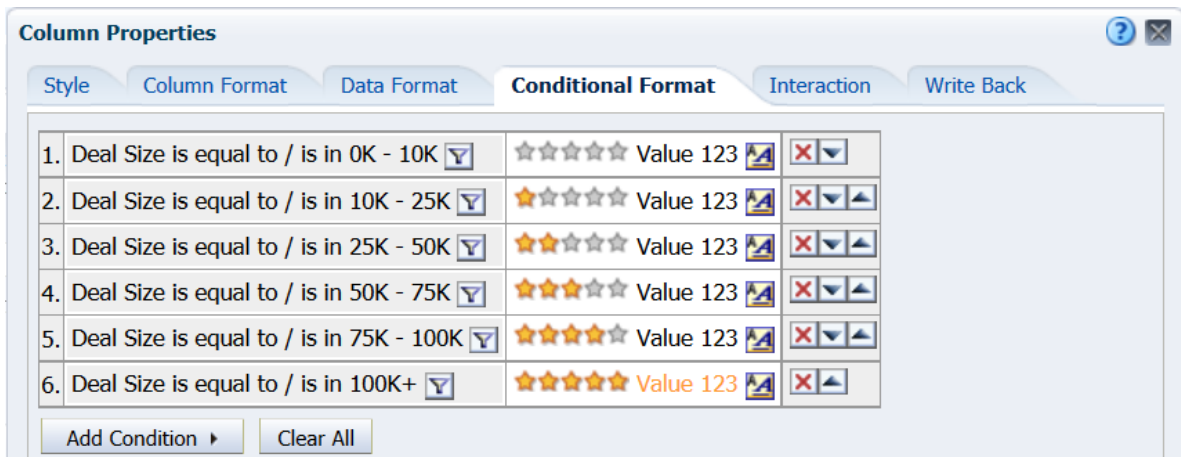 Column Properties
Style Column Format Data Format Conditional Format Interaction Write Back
1. Deal Size is equal to / is in 0K - 10K Value 123
2. Deal Size is equal to / is in 10K - 25K Value 123
3. Deal Size is equal to / is in 25K - 50K Value 123
4. Deal Size is equal to / is in 50K - 75K Value 123
5. Deal Size is equal to / is in 75K - 100K Value 123
6. Deal Size is equal to / is in 100K+ Value 123
Add Condition Clear All